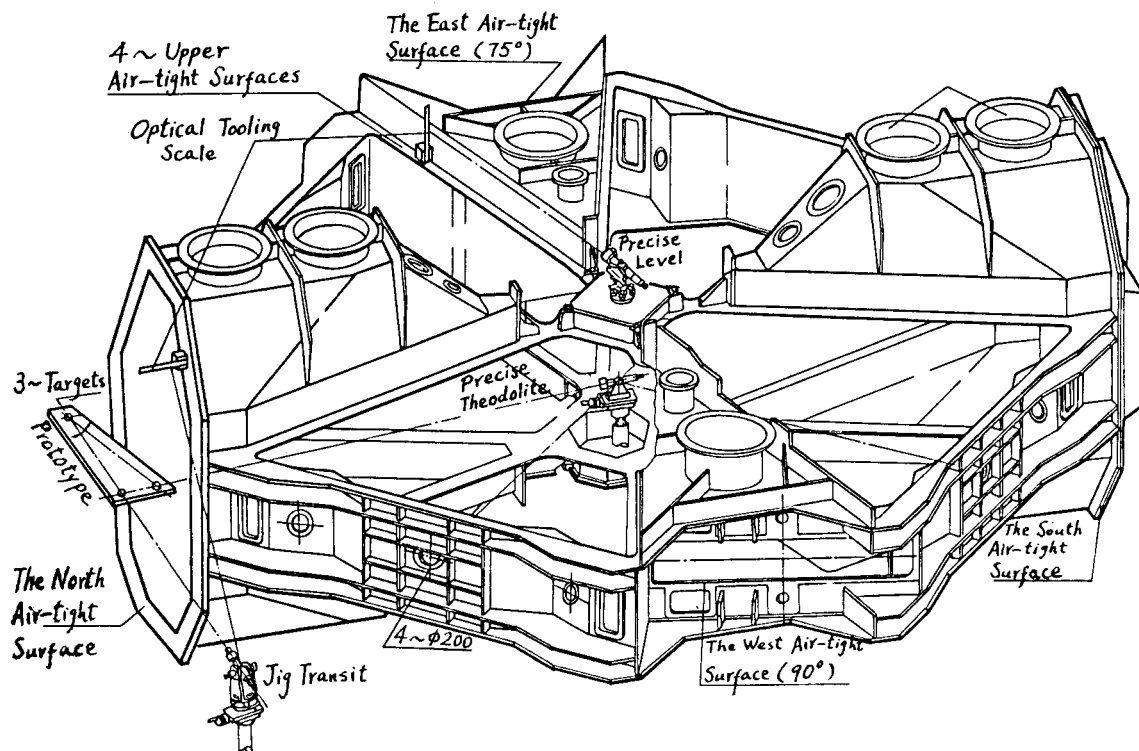 The East Air-tight
Surface (75°)
4~Upper
Air-tight Surfaces
Optical Tooling
Scale
Precise
Level
3~Targets
Prototype
Precise
Theodolite
The North
Air-tight
Surface
4~Φ200
Jig Transit
The South
Air-tight
Surface
The West Air-tight
Surface (90°)